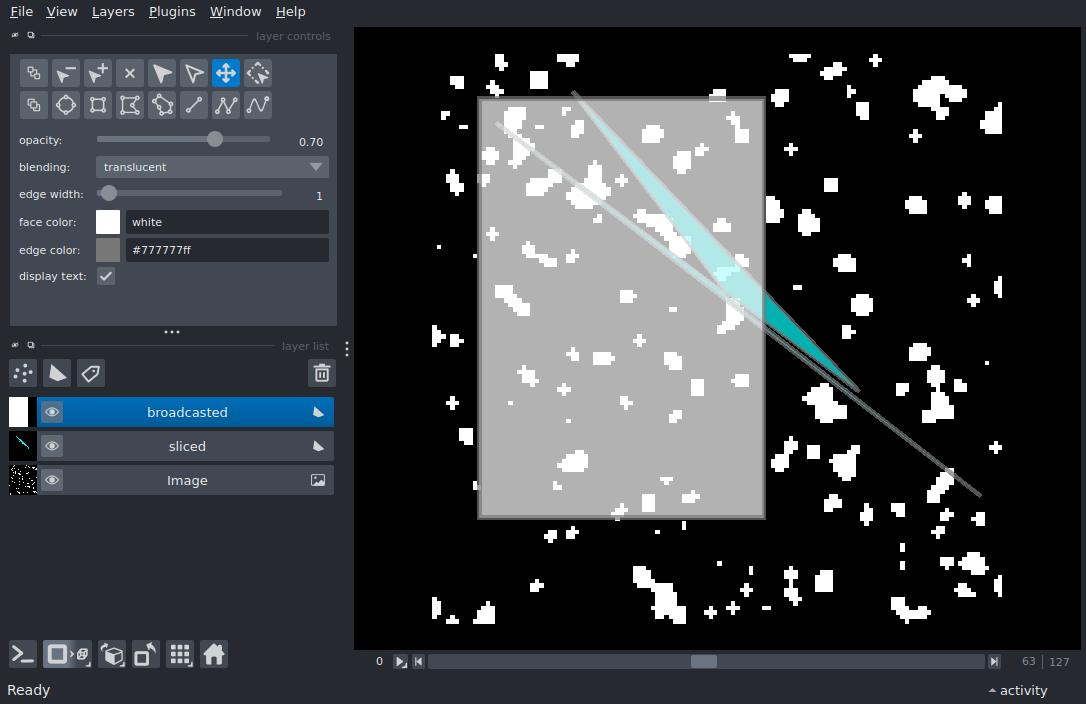 File View Layers Plugins Window Help
layer controls
opacity: 0.70
blending: translucent
edge width: 1
face color: white
edge color: #777777ff
display text:
layer list
broadcasted
sliced
Image
0 63 127
Ready activity